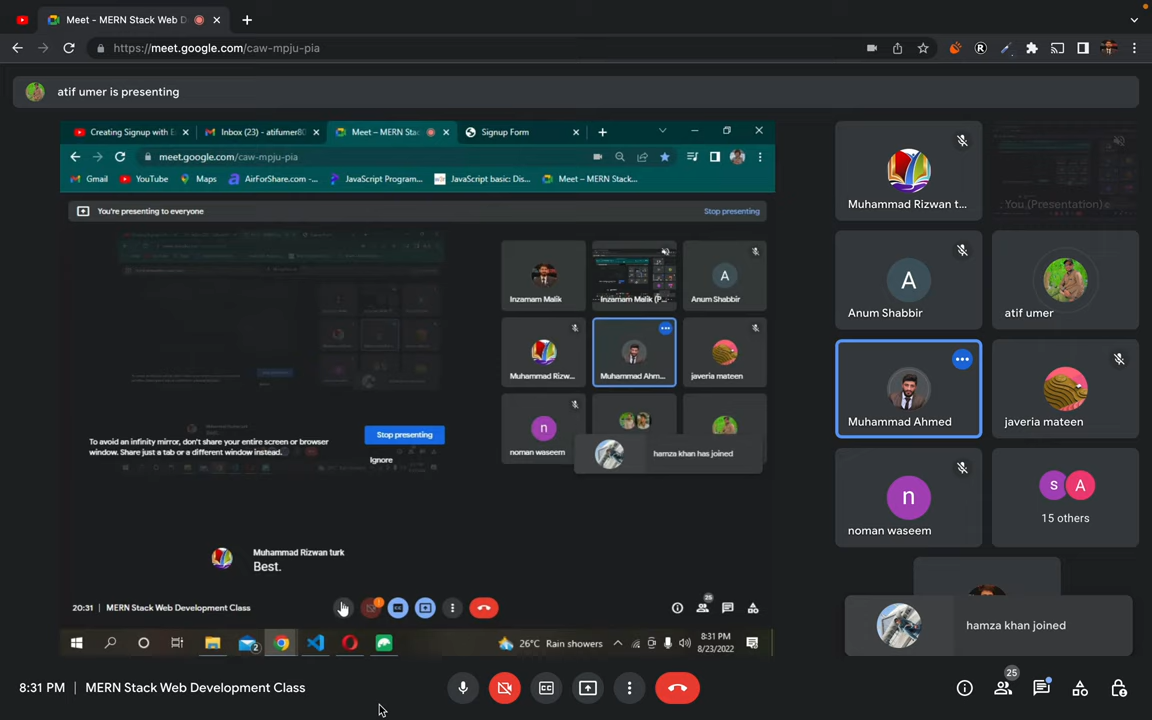 Meet - MERN Stack Web D
https://meet.google.com/caw-mpju-pia
atif umer is presenting
Creating Signup with E
Inbox (23) - atifumer80
Meet – MERN Stac
Signup Form
meet.google.com/caw-mpju-pia
Gmail
YouTube
Maps
AirForShare.com -...
JavaScript Program...
JavaScript basic: Dis...
Meet – MERN Stack...
You're presenting to everyone
Stop presenting
Inzamam Malik
Inzamam Malik (P...
Anum Shabbir
Muhammad Rizw...
Muhammad Ahm...
javeria mateen
noman waseem
hamza khan has joined
To avoid an infinity mirror, don't share your entire screen or browser
window. Share just a tab or a different window instead.
Stop presenting
Ignore
Muhammad Rizwan turk
Best.
20:31 | MERN Stack Web Development Class
25
26°C Rain showers
8:31 PM
8/23/2022
Muhammad Rizwan t...
You (Presentation)
A
Anum Shabbir
atif umer
Muhammad Ahmed
javeria mateen
n
noman waseem
s A
15 others
hamza khan joined
8:31 PM | MERN Stack Web Development Class
25